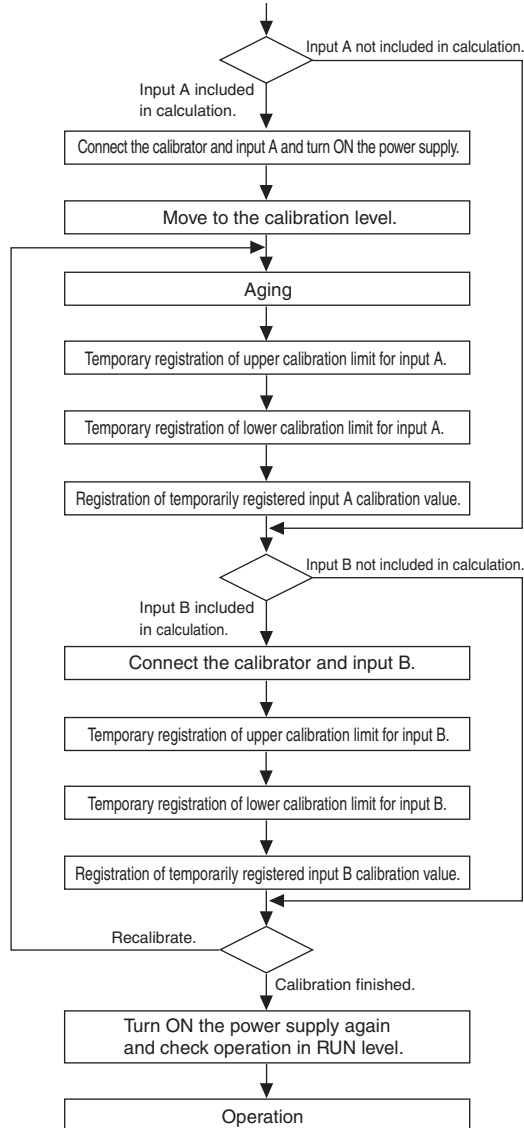 Input A not included in calculation.
Input A included
in calculation.
Connect the calibrator and input A and turn ON the power supply.
Move to the calibration level.
Aging
Temporary registration of upper calibration limit for input A.
Temporary registration of lower calibration limit for input A.
Registration of temporarily registered input A calibration value.
Input B not included in calculation.
Input B included
in calculation.
Connect the calibrator and input B.
Temporary registration of upper calibration limit for input B.
Temporary registration of lower calibration limit for input B.
Registration of temporarily registered input B calibration value.
Recalibrate.
Calibration finished.
Turn ON the power supply again
and check operation in RUN level.
Operation